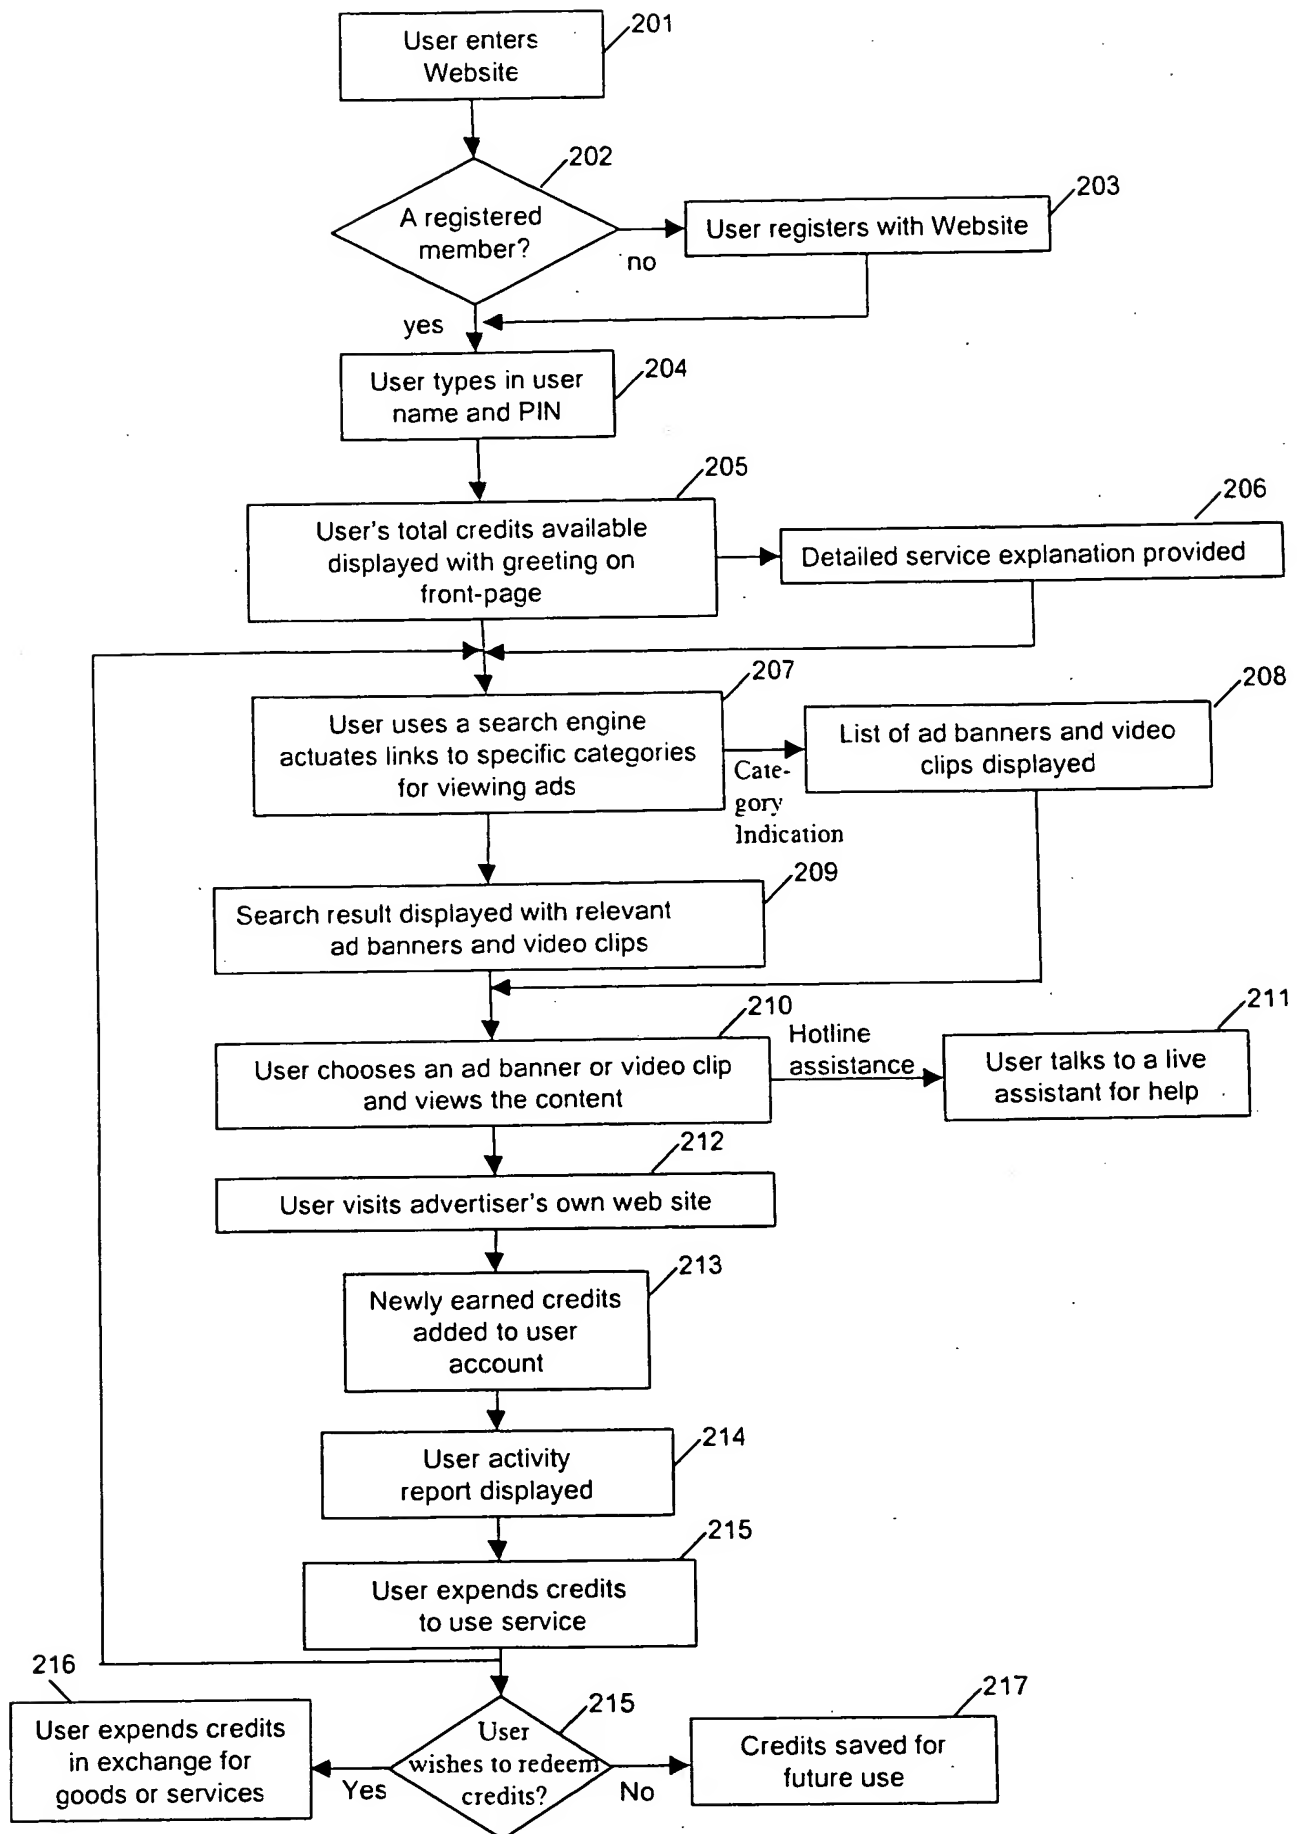 201
User enters
Website
202
A registered
member?
203
User registers with Website
no
yes
204
User types in user
name and PIN
205
User's total credits available
displayed with greeting on
front-page
206
Detailed service explanation provided
207
User uses a search engine
actuates links to specific categories
for viewing ads
208
List of ad banners and video
clips displayed
Cate-
gory
Indication
209
Search result displayed with relevant
ad banners and video clips
210
User chooses an ad banner or video clip
and views the content
Hotline
assistance
211
User talks to a live
assistant for help
212
User visits advertiser's own web site
213
Newly earned credits
added to user
account
214
User activity
report displayed
215
User expends credits
to use service
216
User expends credits
in exchange for
goods or services
Yes
215
User
wishes to redeem
credits?
No
217
Credits saved for
future use